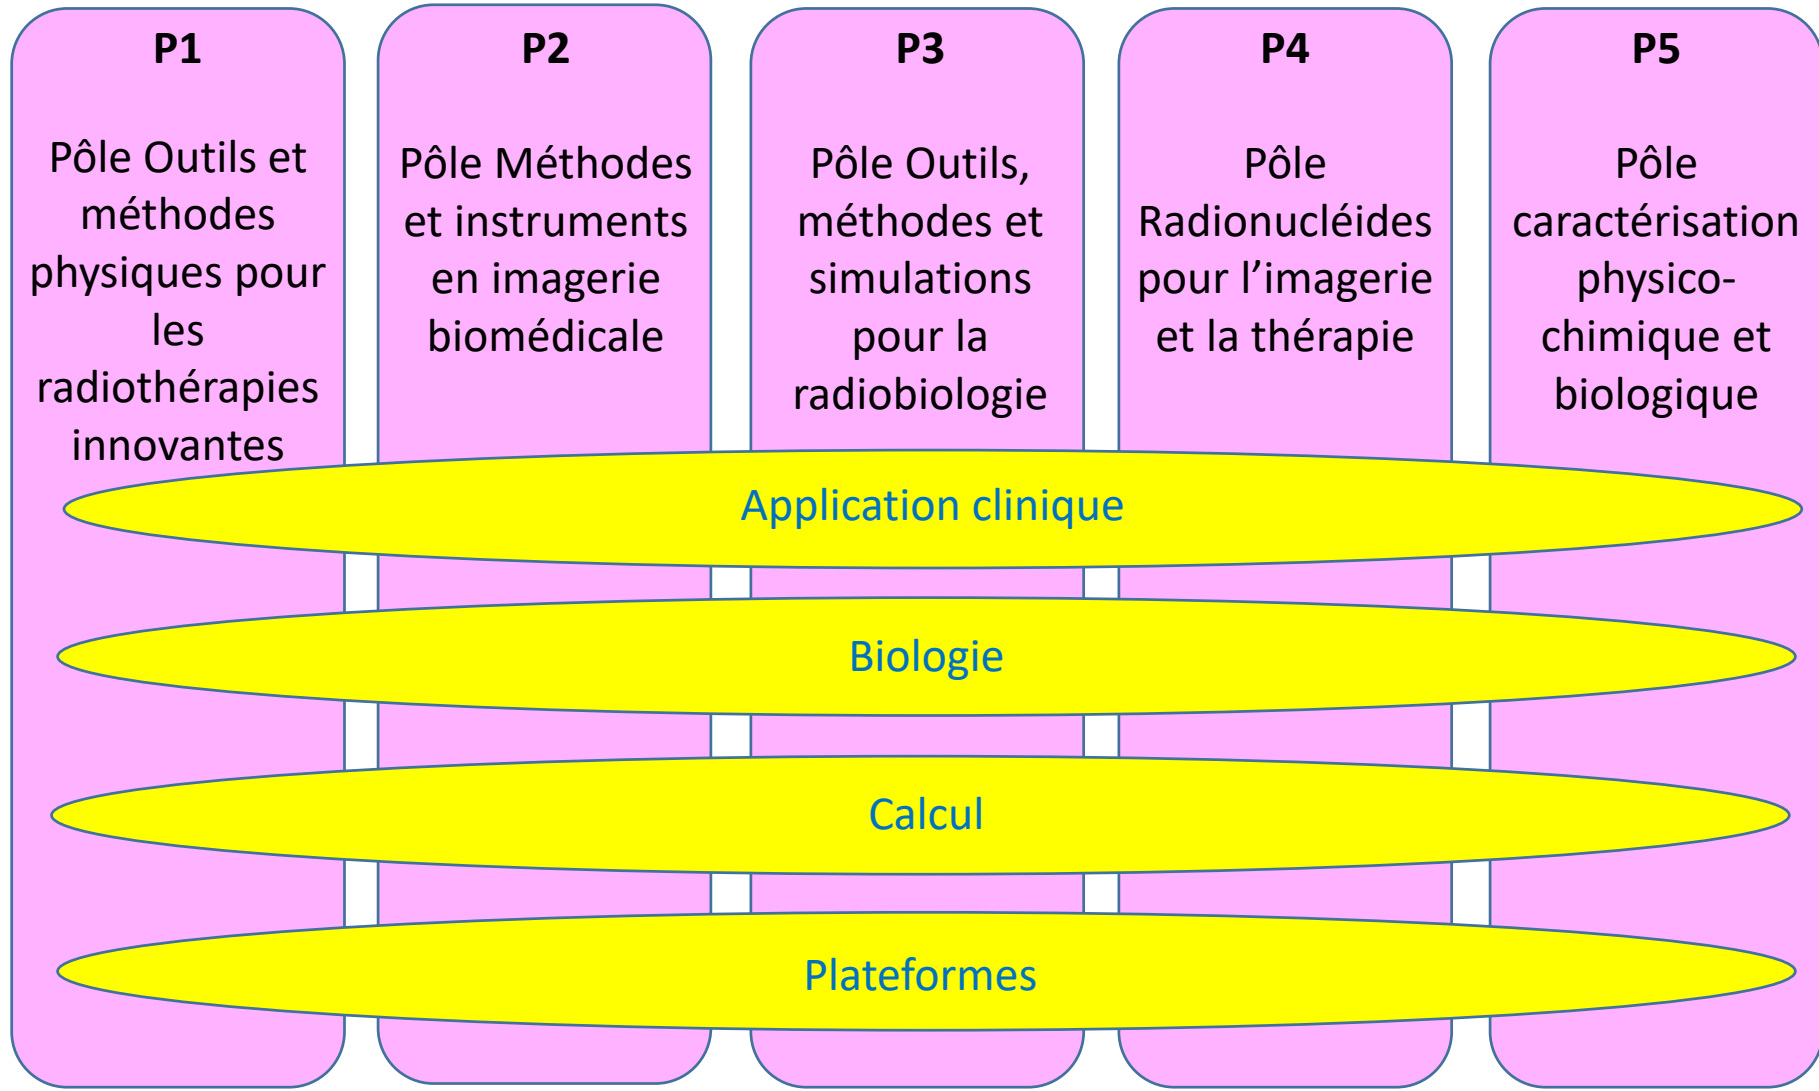 P1
Pôle Outils et
méthodes
physiques pour
les
radiothérapies
innovantes
P2
Pôle Méthodes
et instruments
en imagerie
biomédicale
P3
Pôle Outils,
méthodes et
simulations
pour la
radiobiologie
P4
Pôle
Radionucléides
pour l’imagerie
et la thérapie
P5
Pôle
caractérisation
physico-
chimique et
biologique
Application clinique
Biologie
Calcul
Plateformes